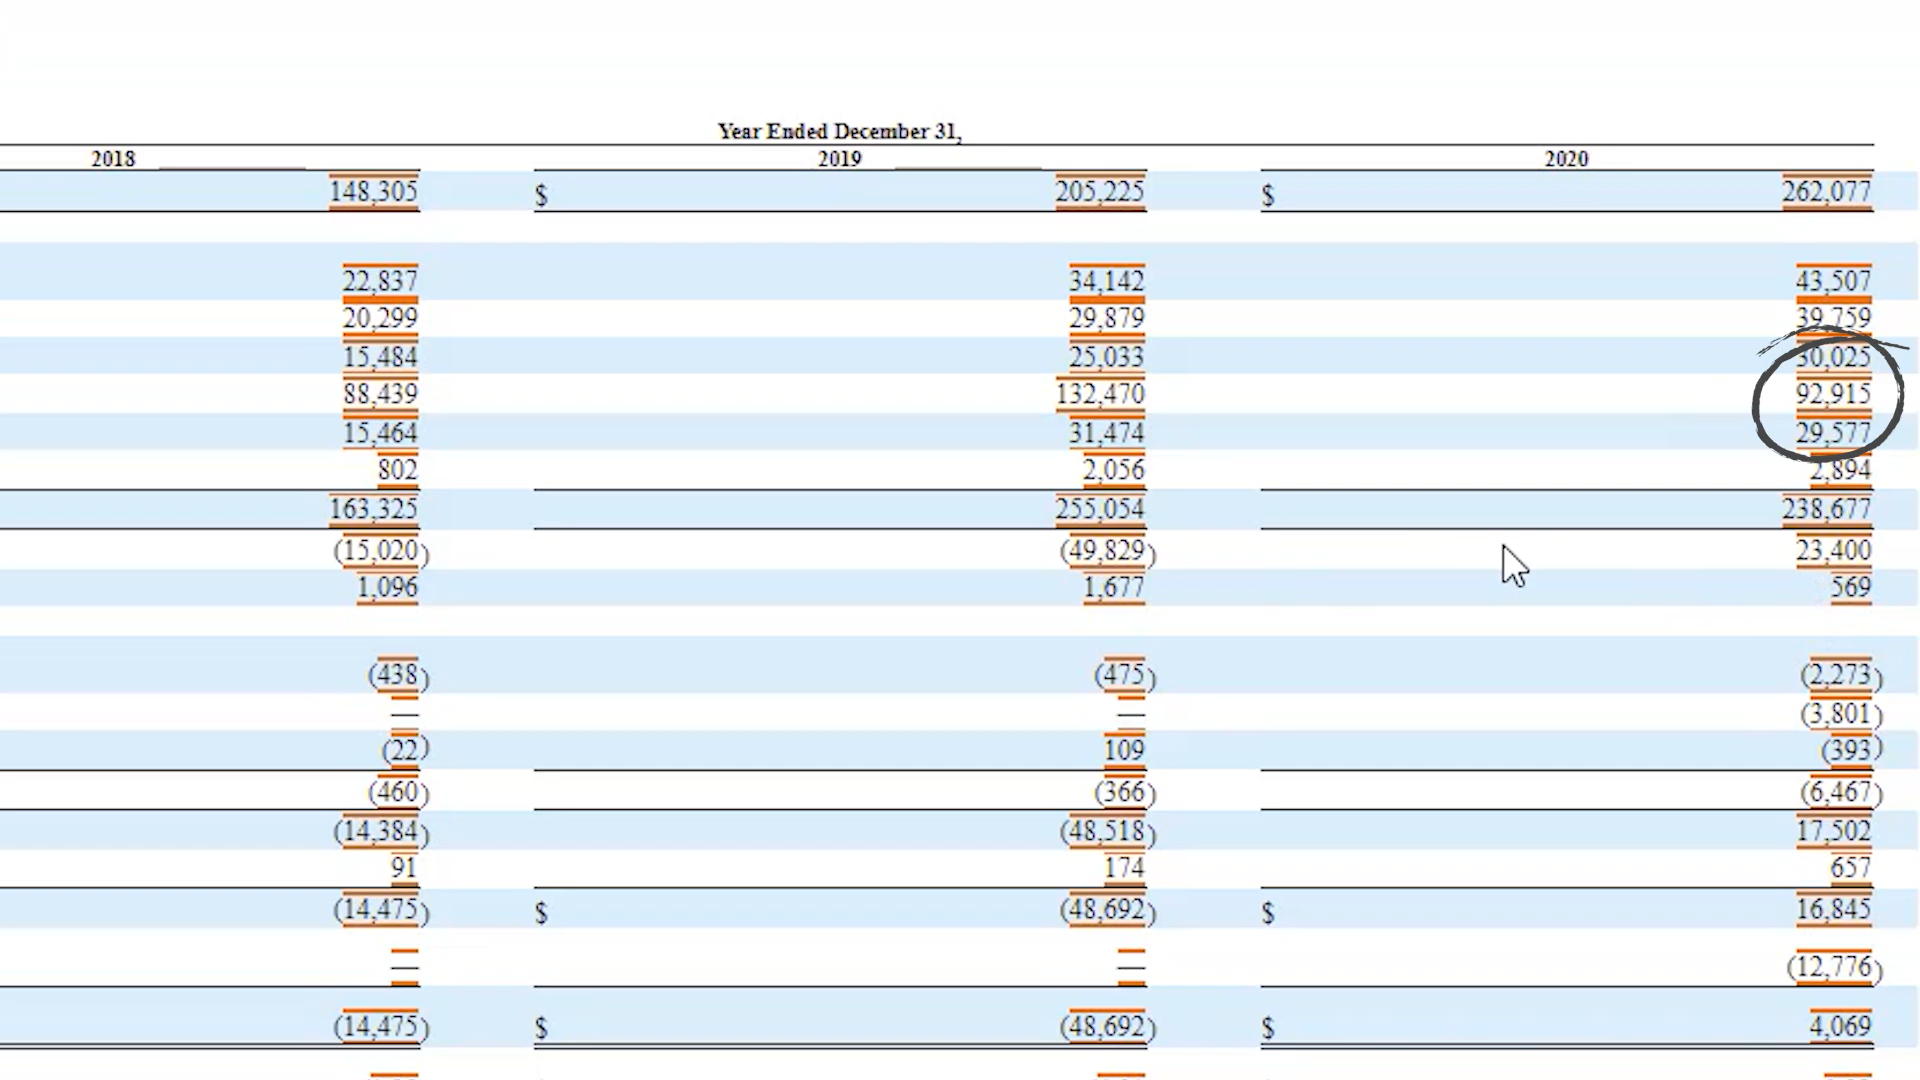 Year Ended December 31,
2018 2019 2020
148,305 $ 205,225 $ 262,077
22,837 34,142 43,507
20,299 29,879 39,759
15,484 25,033 30,025
88,439 132,470 92,915
15,464 31,474 29,577
802 2,056 2,894
163,325 255,054 238,677
(15,020) (49,829) 23,400
1,096 1,677 569
(438) (475) (2,273)
— — (3,801)
(22) 109 (393)
(460) (366) (6,467)
(14,384) (48,518) 17,502
91 174 657
(14,475) $ (48,692) $ 16,845
— — (12,776)
(14,475) $ (48,692) $ 4,069